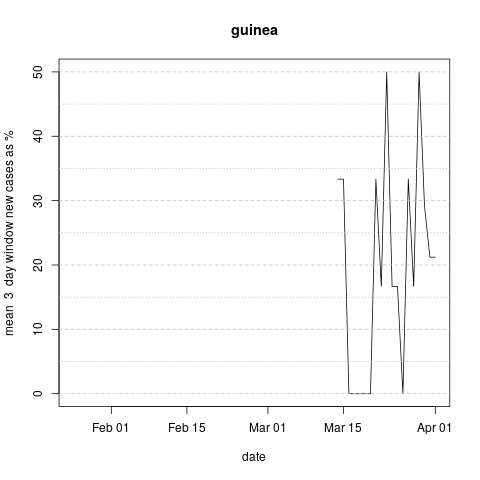 guinea
mean 3 day window new cases as %
50
40
30
20
10
0
Feb 01
Feb 15
Mar 01
Mar 15
Apr 01
date